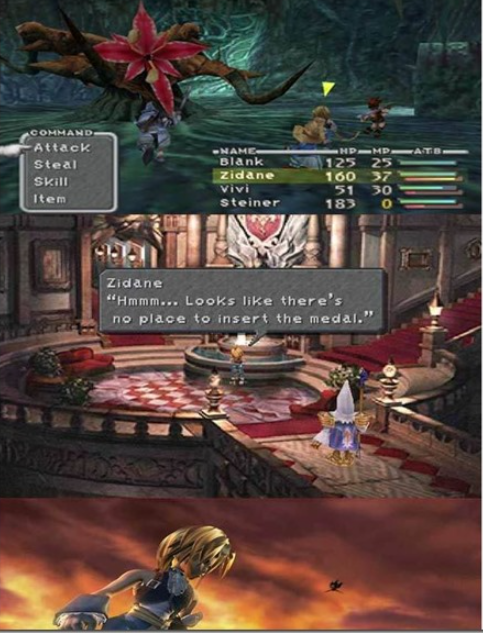 COMMAND
Attack
Steal
Skill
Item
NAME HP MP ATB
Blank 125 25
Zidane 160 37
Vivi 51 30
Steiner 183 0
Zidane
“Hmmm... Looks like there's
no place to insert the medal.”